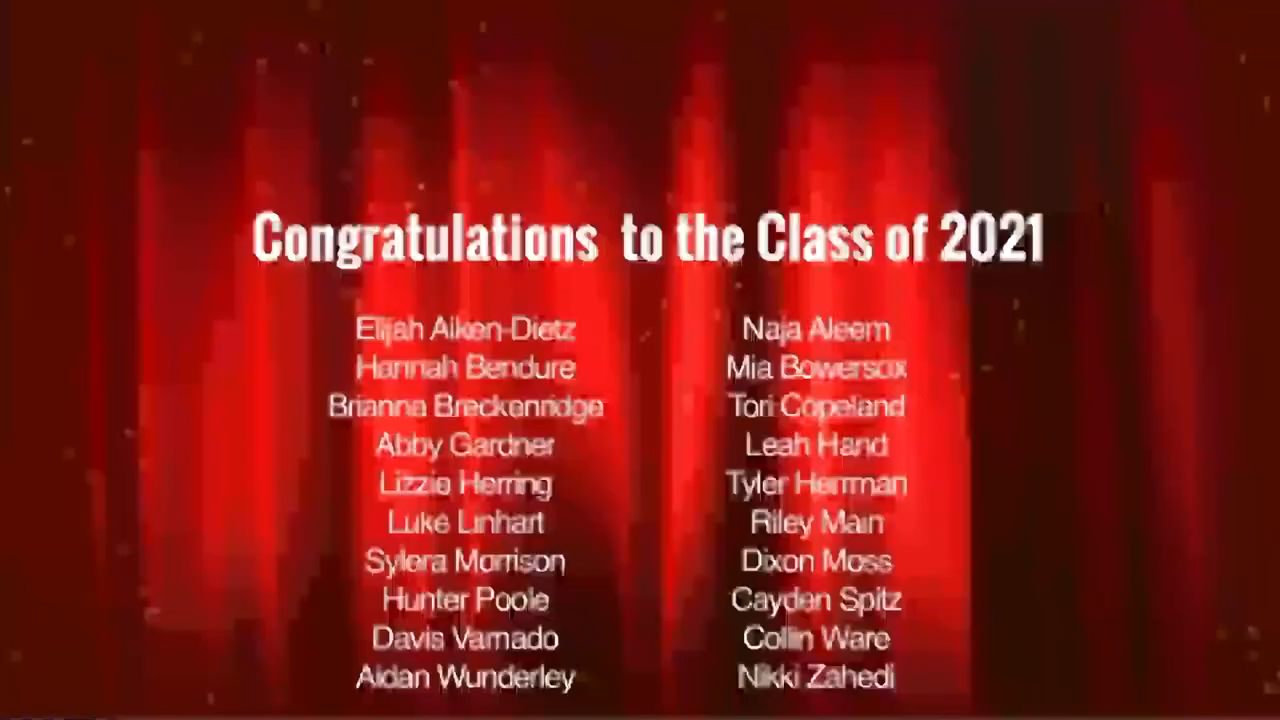 Congratulations to the Class of 2021
Elijah Aiken-Dietz Naja Aleem
Hannah Bendure Mia Bowersox
Brianna Breckenridge Tori Copeland
Abby Gardner Leah Hand
Lizzie Herring Tyler Herrman
Luke Linhart Riley Main
Sylera Morrison Dixon Moss
Hunter Poole Cayden Spitz
Davis Varnado Collin Ware
Aidan Wunderley Nikki Zahedi